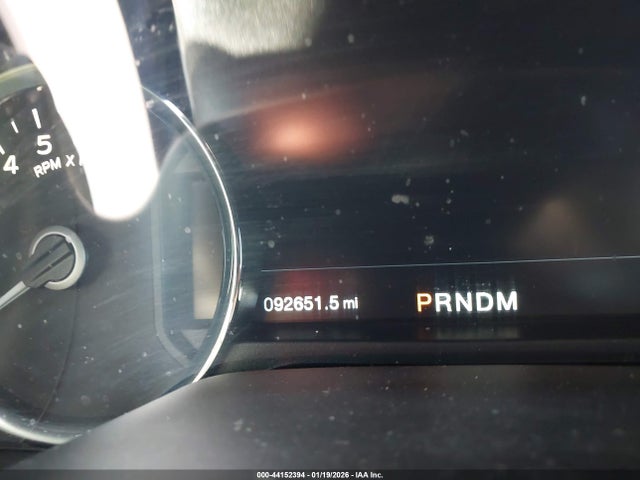 5
4
RPM X
092651.5 mi
PRNDM
000-44152394 - 01/19/2026 - IAA Inc.